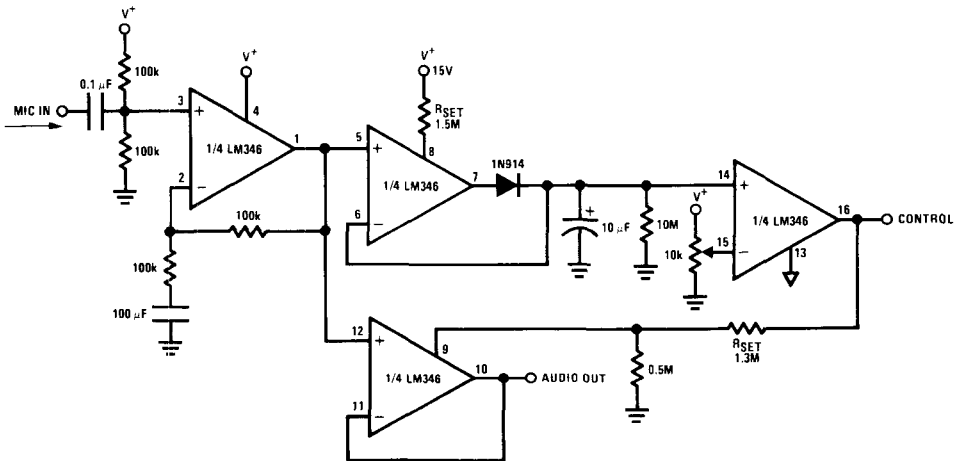 V+
100k
0.1 µF
MIC IN
100k
3
+
V+
4
1
1/4 LM346
2
−
100k
100k
100 µF
V+
15V
RSET
1.5M
5
+
8
1/4 LM346
7
6
−
1N914
+
10 µF
10M
V+
10k
14
+
1/4 LM346
15
−
16
13
CONTROL
12
+
9
1/4 LM346
10
11
−
AUDIO OUT
0.5M
RSET
1.3M